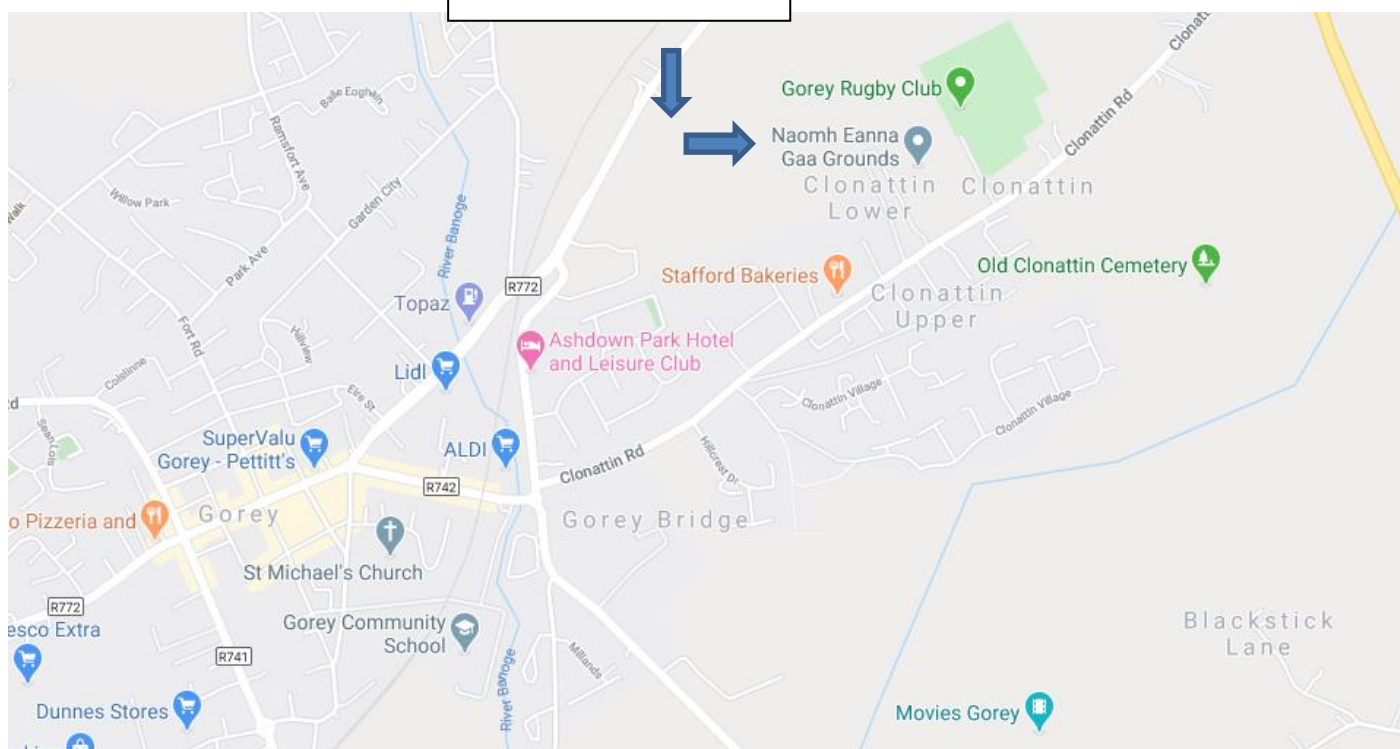 Clonatt
Gorey Rugby Club
Balle Eoghain
Ramsfort Ave
Clonattin Rd
Naomh Eanna
Gaa Grounds
Clonattin
Lower
Clonattin
Walk
Willow Park
Garden City
River Banoge
Park Ave
Stafford Bakeries
Old Clonattin Cemetery
R772
Topaz
Clonattin
Upper
Fort Rd
Hillview
Ashdown Park Hotel
and Leisure Club
Coislinne
Lidl
Elre St
Clonattin Village
Clonattin Village
Rd
SuperValu
Gorey - Pettitt's
ALDI
Clonattin Rd
Hillcrest Dr
R742
o Pizzeria and
Gorey
Gorey Bridge
St Michael's Church
R772
esco Extra
Gorey Community
School
Blackstick
Lane
R741
Millands
River Banoge
Dunnes Stores
Movies Gorey